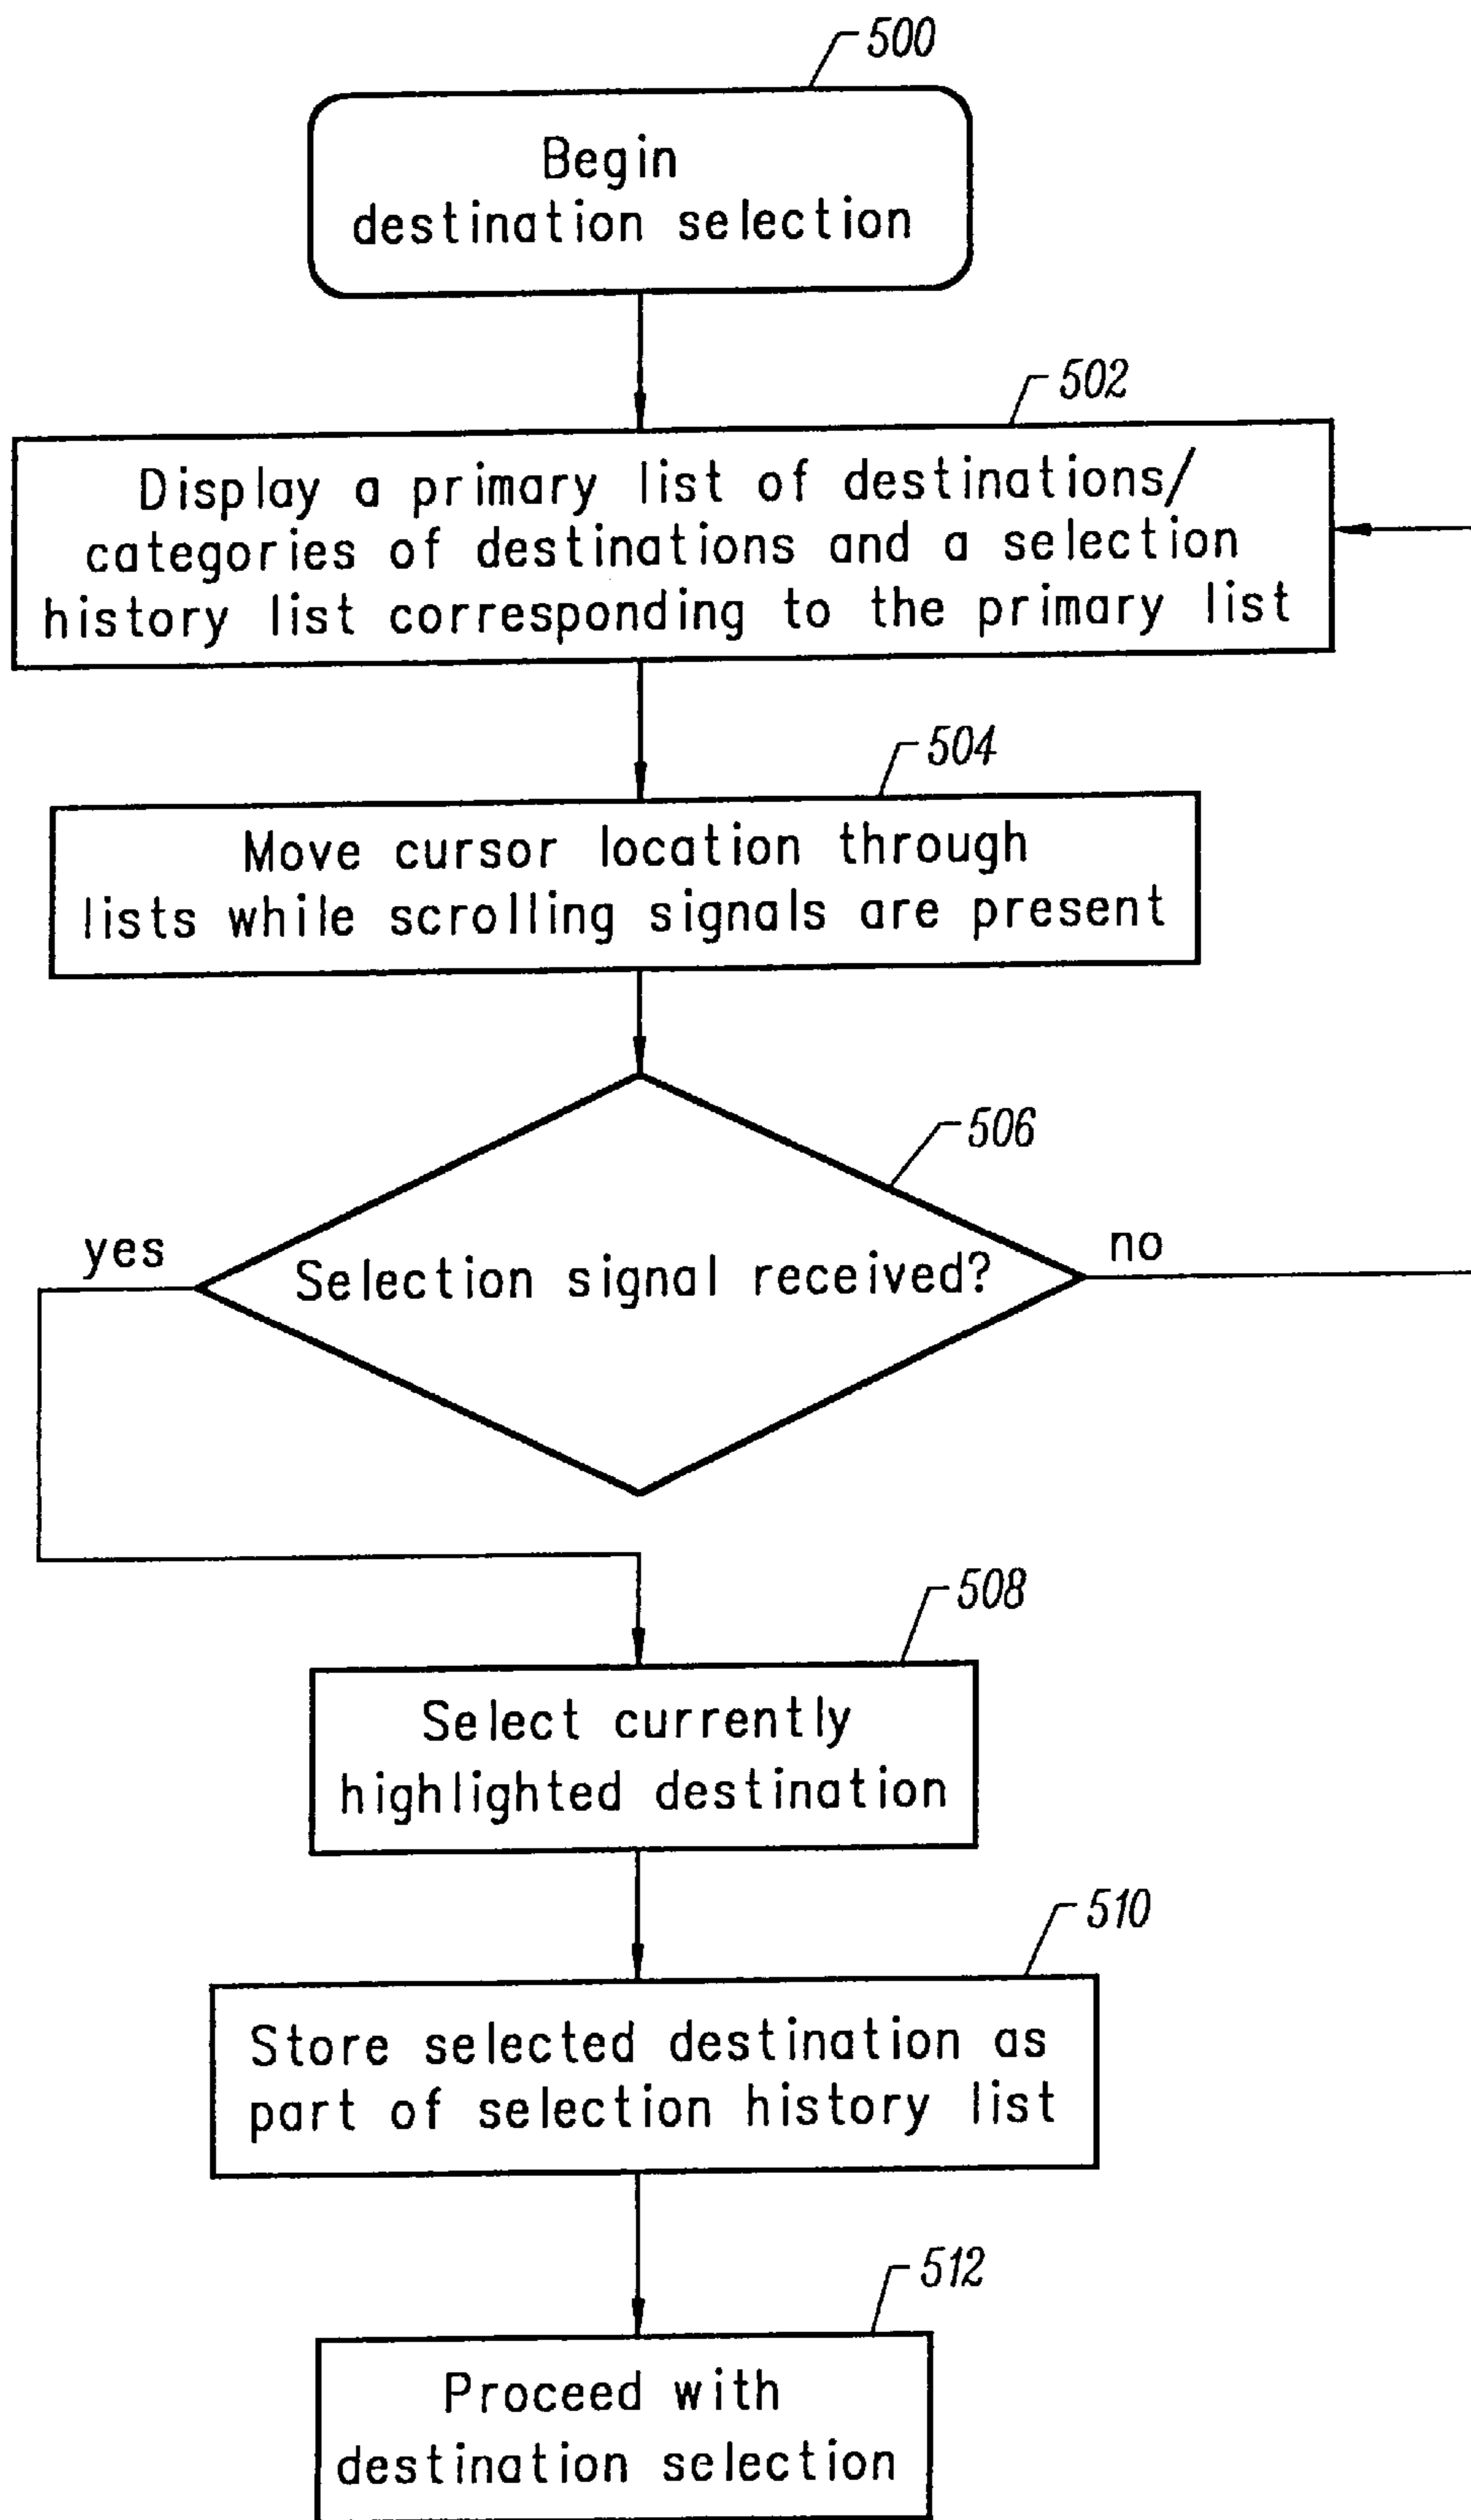 500
Begin
destination selection
502
Display a primary list of destinations/
categories of destinations and a selection
history list corresponding to the primary list
504
Move cursor location through
lists while scrolling signals are present
506
yes
Selection signal received?
no
508
Select currently
highlighted destination
510
Store selected destination as
part of selection history list
512
Proceed with
destination selection